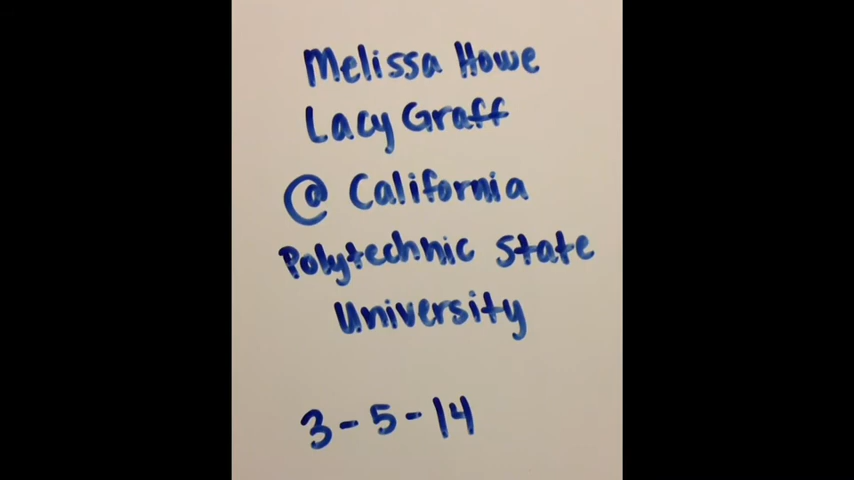 Melissa Howe
Lacy Graff
@ California
Polytechnic State
University
3-5-14